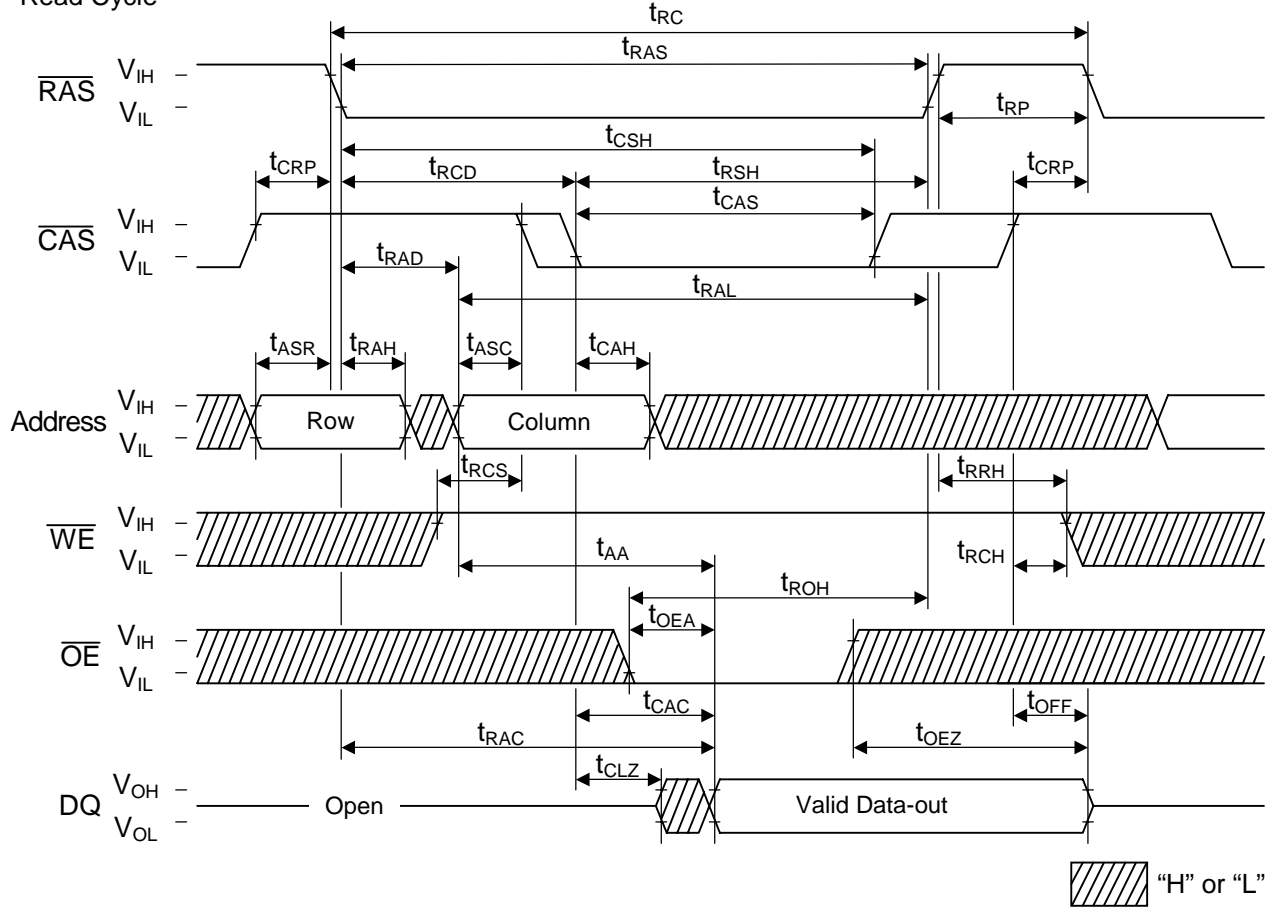 Read Cycle
tRC
tRAS
RAS
VIH
VIL
tRP
tCSH
tCRP
tRCD
tRSH
tCRP
tCAS
CAS
VIH
VIL
tRAD
tRAL
tASR
tRAH
tASC
tCAH
Address
VIH
VIL
Row
Column
tRCS
tRRH
WE
VIH
VIL
tAA
tRCH
tROH
tOEA
OE
VIH
VIL
tCAC
tOFF
tRAC
tOEZ
tCLZ
DQ
VOH
VOL
Open
Valid Data-out
“H” or “L”